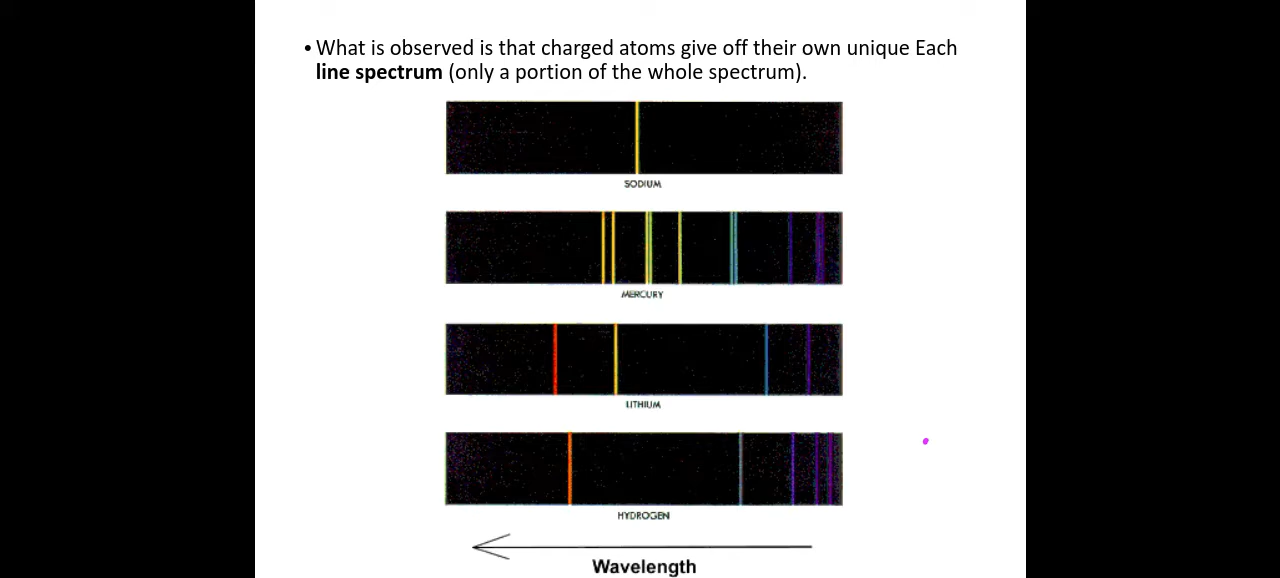 • What is observed is that charged atoms give off their own unique Each
line spectrum (only a portion of the whole spectrum).
SODIUM
MERCURY
LITHIUM
HYDROGEN
Wavelength